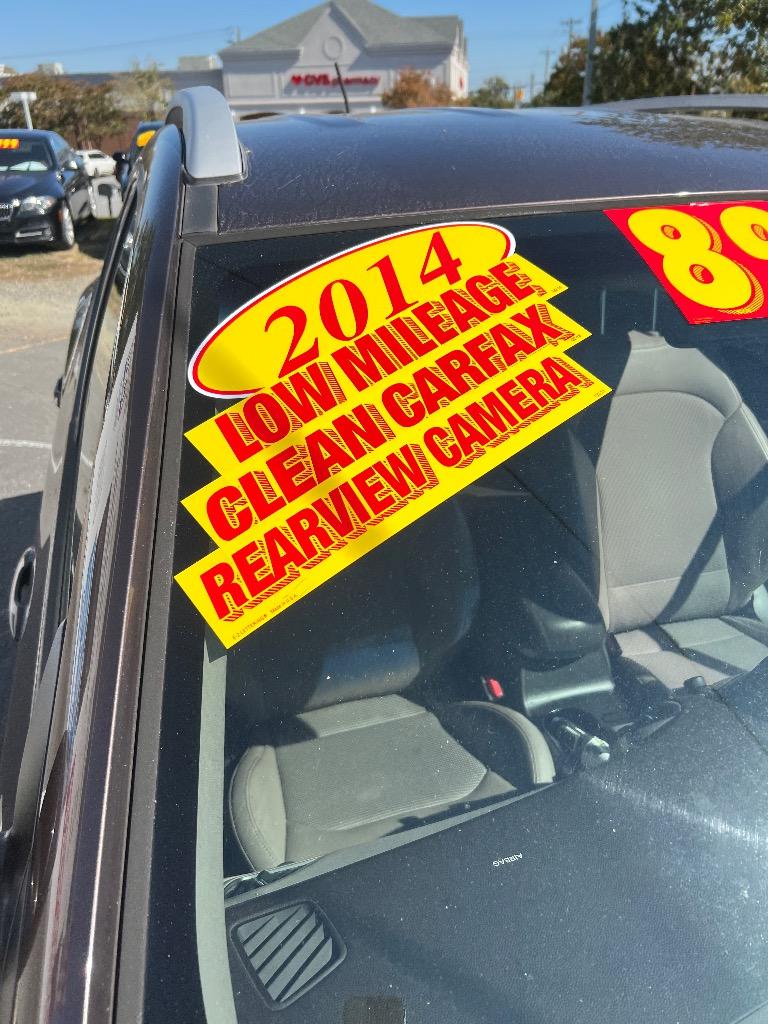 CVS pharmacy
2014
LOW MILEAGE
CLEAN CARFAX
REARVIEW CAMERA
89
AIRBAG